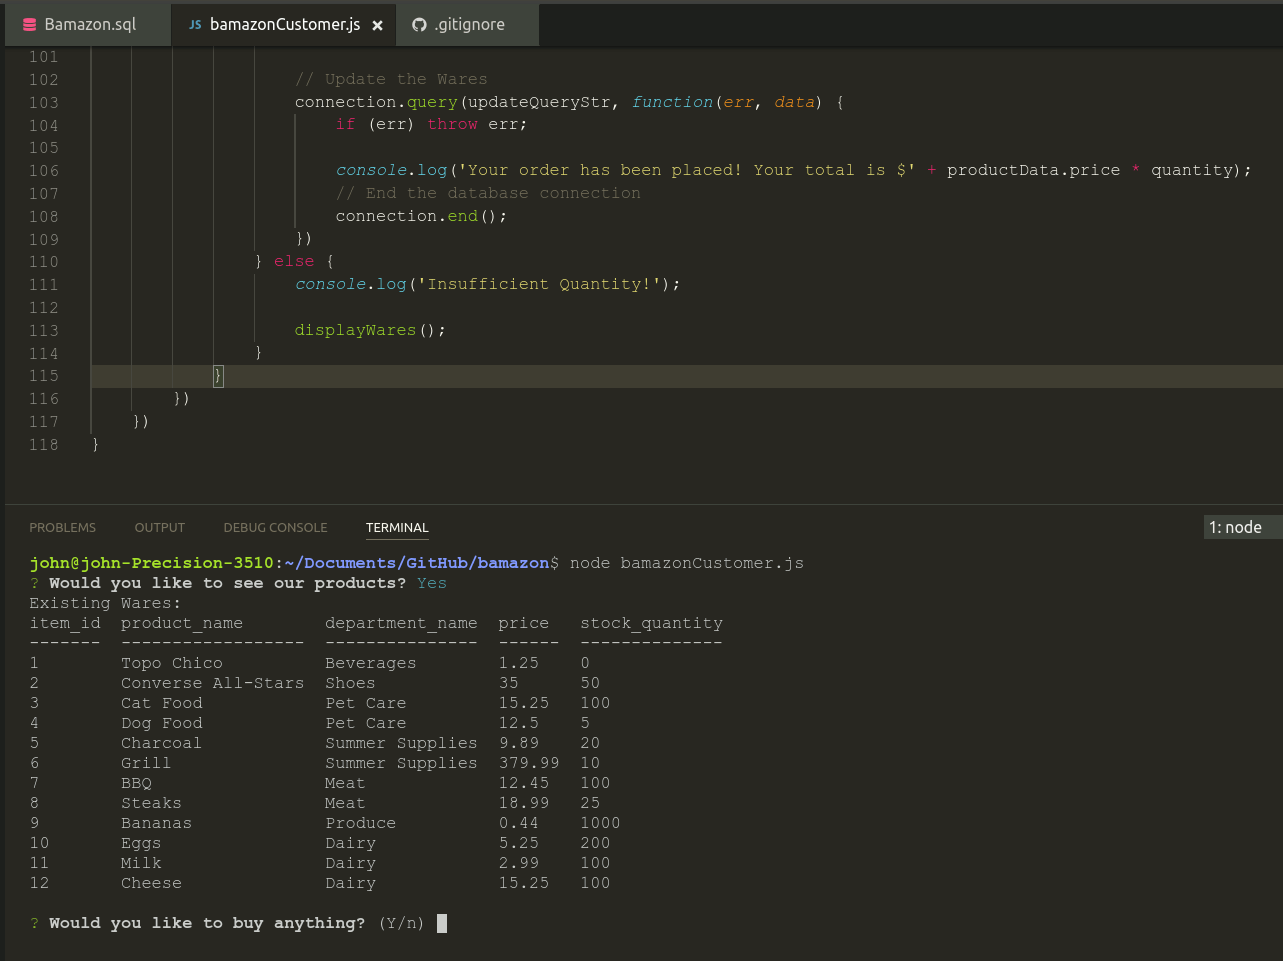 Bamazon.sql JS bamazonCustomer.js × .gitignore
101
102 // Update the Wares
103 connection.query(updateQueryStr, function(err, data) {
104 if (err) throw err;
105
106 console.log('Your order has been placed! Your total is $' + productData.price * quantity);
107 // End the database connection
108 connection.end();
109 })
110 } else {
111 console.log('Insufficient Quantity!');
112
113 displayWares();
114 }
115 }
116 })
117 })
118 }
PROBLEMS OUTPUT DEBUG CONSOLE TERMINAL 1: node
john@john-Precision-3510:~/Documents/GitHub/bamazon$ node bamazonCustomer.js
? Would you like to see our products? Yes
Existing Wares:
item_id product_name department_name price stock_quantity
------- ------------------ --------------- ------ --------------
1 Topo Chico Beverages 1.25 0
2 Converse All-Stars Shoes 35 50
3 Cat Food Pet Care 15.25 100
4 Dog Food Pet Care 12.5 5
5 Charcoal Summer Supplies 9.89 20
6 Grill Summer Supplies 379.99 10
7 BBQ Meat 12.45 100
8 Steaks Meat 18.99 25
9 Bananas Produce 0.44 1000
10 Eggs Dairy 5.25 200
11 Milk Dairy 2.99 100
12 Cheese Dairy 15.25 100
? Would you like to buy anything? (Y/n)